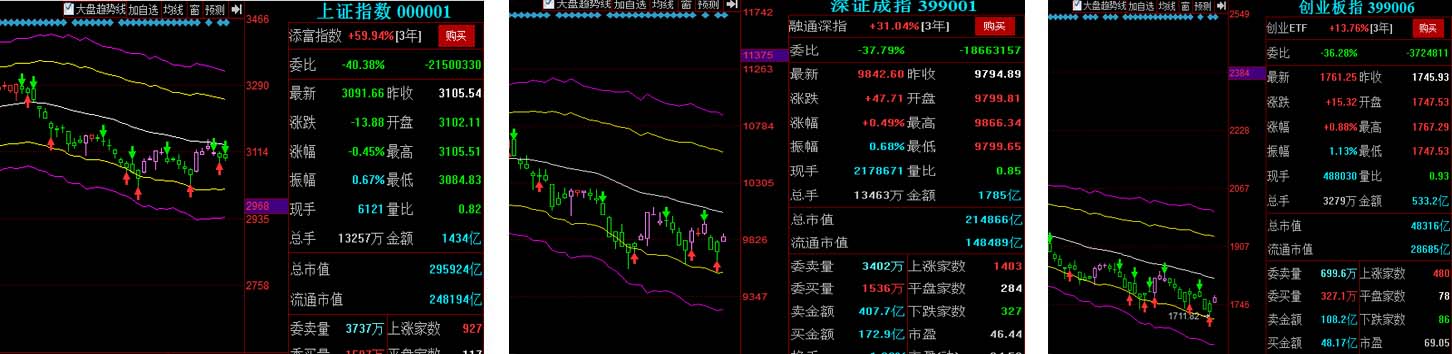 大盘趋势线 加自选 均线 窗 预测
3466
3290
3114
2968
2935
2758
上证指数 000001
添富指数 +59.94%[3年] 购买
委比 -40.38% -21500330
最新 3091.66 昨收 3105.54
涨跌 -13.88 开盘 3102.11
涨幅 -0.45% 最高 3105.51
振幅 0.67% 最低 3084.83
现手 6121 量比 0.82
总手 13257万 金额 1434亿
总市值 295924亿
流通市值 248194亿
委卖量 3737万 上涨家数 927
大盘趋势线 加自选 均线 窗 预测
11742
11375
11263
10784
10305
9826
9347
深证成指 399001
融通深指 +31.04%[3年] 购买
委比 -37.79% -18663157
最新 9842.60 昨收 9794.89
涨跌 +47.71 开盘 9799.81
涨幅 +0.49% 最高 9866.34
振幅 0.68% 最低 9799.65
现手 2178671 量比 0.85
总手 13463万 金额 1785亿
总市值 214866亿
流通市值 148489亿
委卖量 3402万 上涨家数 1403
委买量 1536万 平盘家数 284
卖金额 407.7亿 下跌家数 327
买金额 172.9亿 市盈 46.44
大盘趋势线 加自选 均线 窗 预测
2549
2384
2228
2067
1907
1745
1711.82
创业板指 399006
创业ETF +13.76%[3年] 购买
委比 -36.28% -3724811
最新 1761.25 昨收 1745.93
涨跌 +15.32 开盘 1747.53
涨幅 +0.88% 最高 1767.29
振幅 1.13% 最低 1747.53
现手 488030 量比 0.93
总手 3279万 金额 533.2亿
总市值 48316亿
流通市值 28685亿
委卖量 699.6万 上涨家数 480
委买量 327.1万 平盘家数 78
卖金额 108.2亿 下跌家数 86
买金额 48.17亿 市盈 69.05